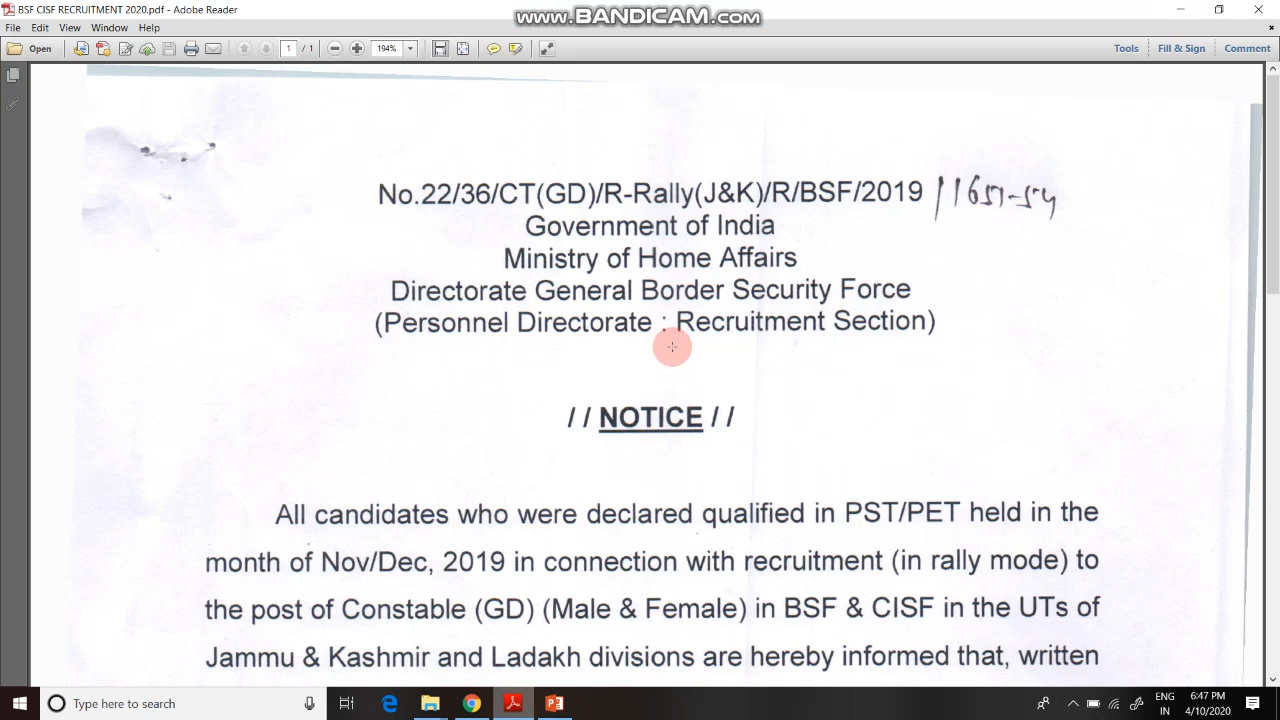 BSF CISF RECRUITMENT 2020.pdf - Adobe Reader
www.BANDICAM.com
File Edit View Window Help
Open
1 / 1
194%
Tools Fill & Sign Comment
No.22/36/CT(GD)/R-Rally(J&K)/R/BSF/2019
Government of India
Ministry of Home Affairs
Directorate General Border Security Force
(Personnel Directorate : Recruitment Section)
/ / NOTICE / /
All candidates who were declared qualified in PST/PET held in the
month of Nov/Dec, 2019 in connection with recruitment (in rally mode) to
the post of Constable (GD) (Male & Female) in BSF & CISF in the UTs of
Jammu & Kashmir and Ladakh divisions are hereby informed that, written
Type here to search
ENG
IN
6:47 PM
4/10/2020